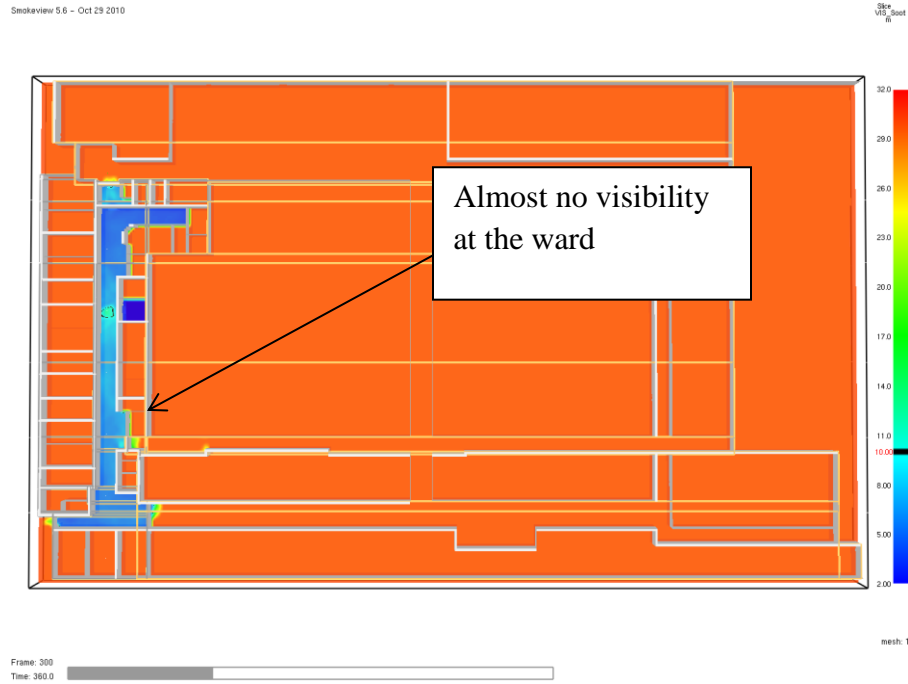 Smokeview 5.6 - Oct 29 2010
Slice
VIS_Soot
m
32.0
29.0
26.0
23.0
20.0
17.0
14.0
11.0
10.00
8.00
5.00
2.00
Almost no visibility
at the ward
mesh: 1
Frame: 300
Time: 360.0